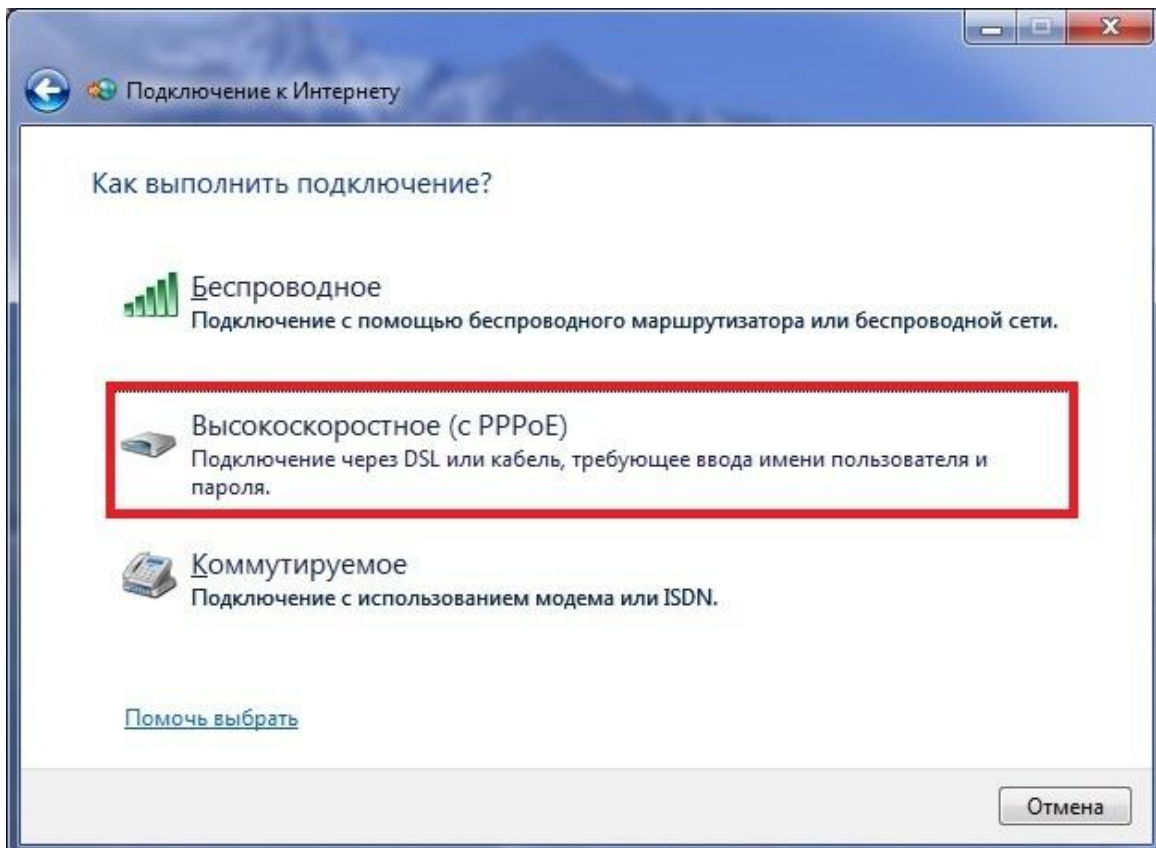 Подключение к Интернету
Как выполнить подключение?
Беспроводное
Подключение с помощью беспроводного маршрутизатора или беспроводной сети.
Высокоскоростное (с PPPoE)
Подключение через DSL или кабель, требующее ввода имени пользователя и
пароля.
Коммутируемое
Подключение с использованием модема или ISDN.
Помочь выбрать
Отмена